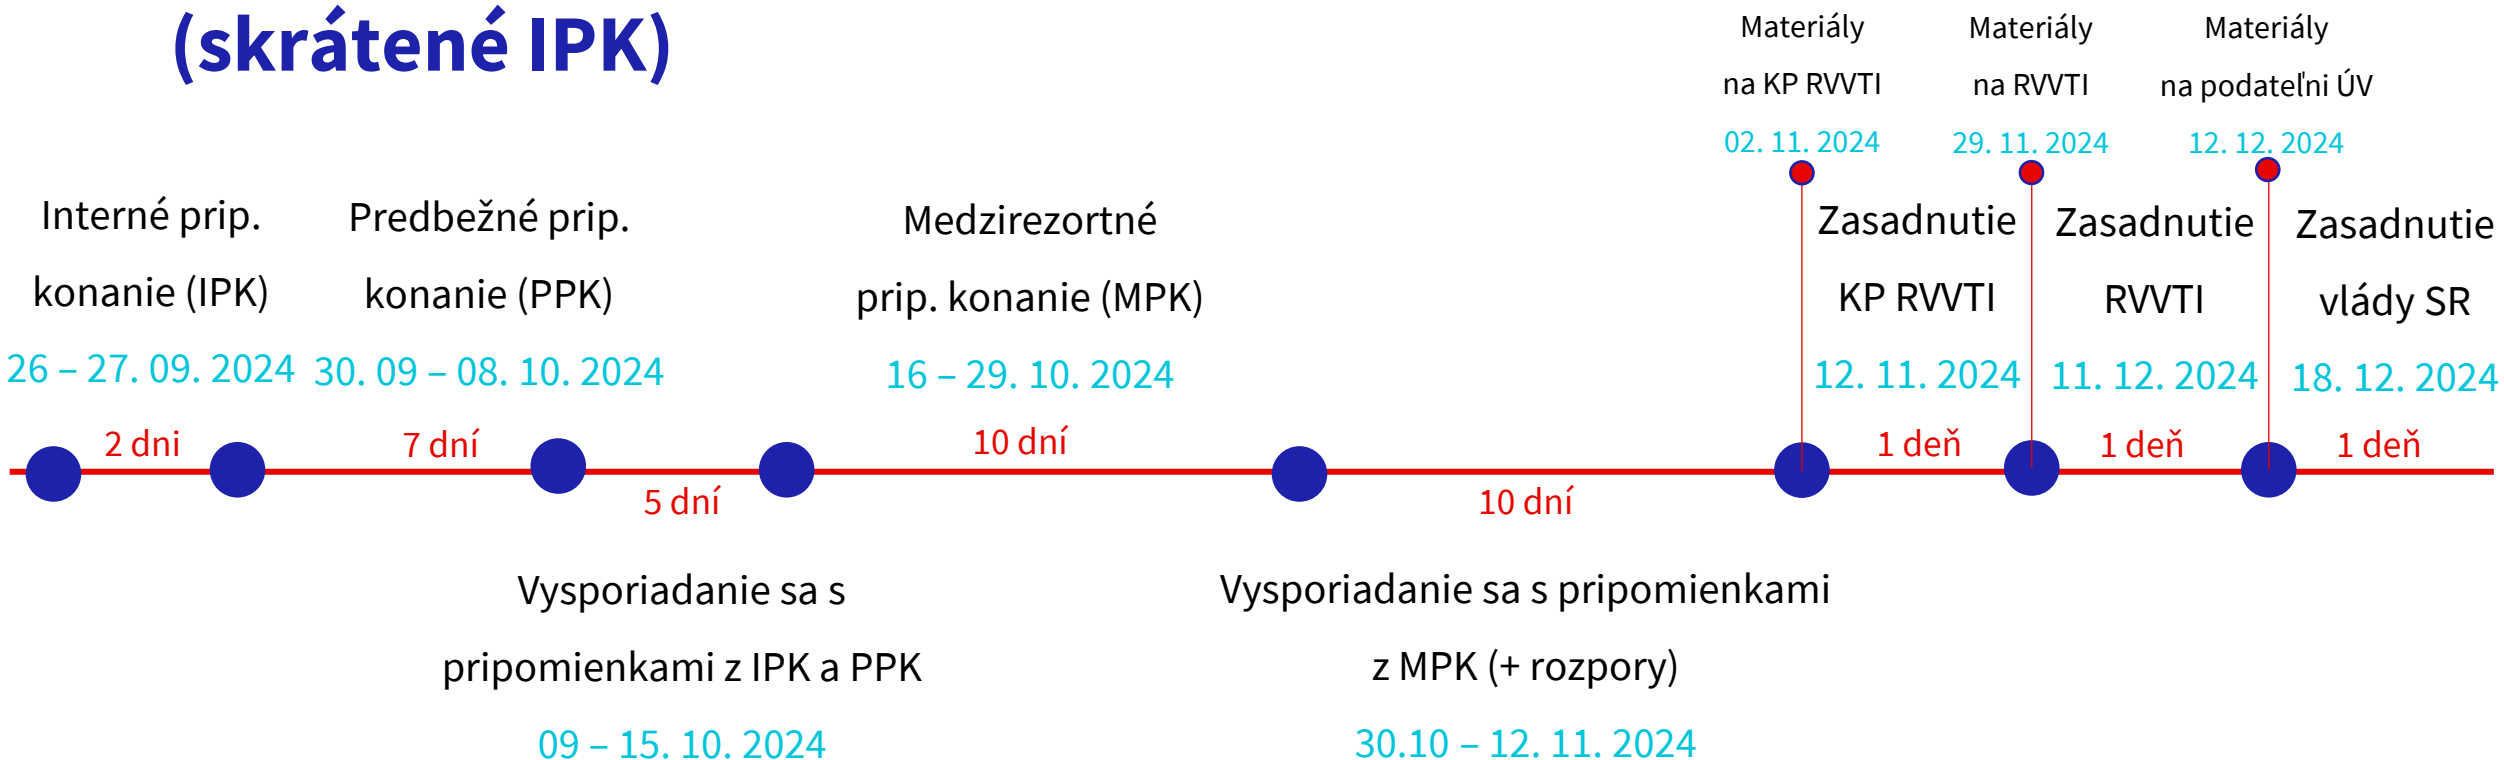 (skrátené IPK)
Materiály
na KP RVVTI
02. 11. 2024
Materiály
na RVVTI
29. 11. 2024
Materiály
na podateľni ÚV
12. 12. 2024
Interné prip.
konanie (IPK)
26 – 27. 09. 2024
Predbežné prip.
konanie (PPK)
30. 09 – 08. 10. 2024
Medzirezortné
prip. konanie (MPK)
16 – 29. 10. 2024
Zasadnutie
KP RVVTI
12. 11. 2024
Zasadnutie
RVVTI
11. 12. 2024
Zasadnutie
vlády SR
18. 12. 2024
2 dni
7 dní
10 dní
1 deň
1 deň
1 deň
5 dní
10 dní
Vysporiadanie sa s
pripomienkami z IPK a PPK
09 – 15. 10. 2024
Vysporiadanie sa s pripomienkami
z MPK (+ rozpory)
30.10 – 12. 11. 2024